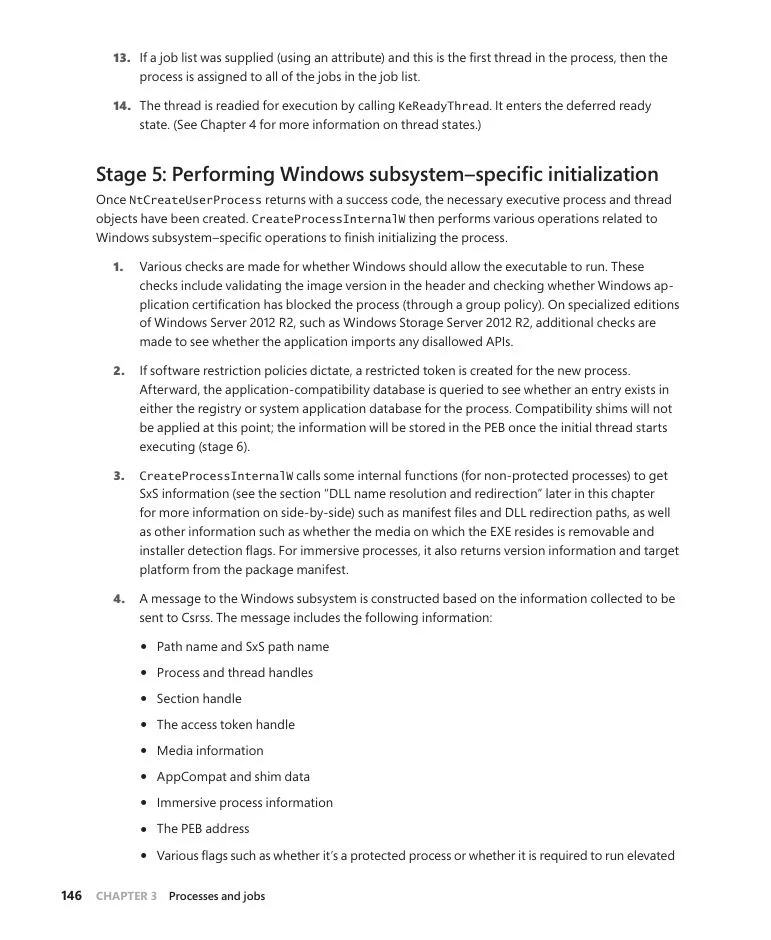 13. If a job list was supplied (using an attribute) and this is the first thread in the process, then the
process is assigned to all of the jobs in the job list.
14. The thread is readied for execution by calling KeReadyThread. It enters the deferred ready
state. (See Chapter 4 for more information on thread states.)
Stage 5: Performing Windows subsystem–specific initialization
Once NtCreateUserProcess returns with a success code, the necessary executive process and thread
objects have been created. CreateProcessInternalW then performs various operations related to
Windows subsystem–specific operations to finish initializing the process.
1. Various checks are made for whether Windows should allow the executable to run. These
checks include validating the image version in the header and checking whether Windows ap-
plication certification has blocked the process (through a group policy). On specialized editions
of Windows Server 2012 R2, such as Windows Storage Server 2012 R2, additional checks are
made to see whether the application imports any disallowed APIs.
2. If software restriction policies dictate, a restricted token is created for the new process.
Afterward, the application-compatibility database is queried to see whether an entry exists in
either the registry or system application database for the process. Compatibility shims will not
be applied at this point; the information will be stored in the PEB once the initial thread starts
executing (stage 6).
3. CreateProcessInternalW calls some internal functions (for non-protected processes) to get
SxS information (see the section “DLL name resolution and redirection” later in this chapter
for more information on side-by-side) such as manifest files and DLL redirection paths, as well
as other information such as whether the media on which the EXE resides is removable and
installer detection flags. For immersive processes, it also returns version information and target
platform from the package manifest.
4. A message to the Windows subsystem is constructed based on the information collected to be
sent to Csrss. The message includes the following information:
• Path name and SxS path name
• Process and thread handles
• Section handle
• The access token handle
• Media information
• AppCompat and shim data
• Immersive process information
• The PEB address
• Various flags such as whether it’s a protected process or whether it is required to run elevated
146 CHAPTER 3 Processes and jobs